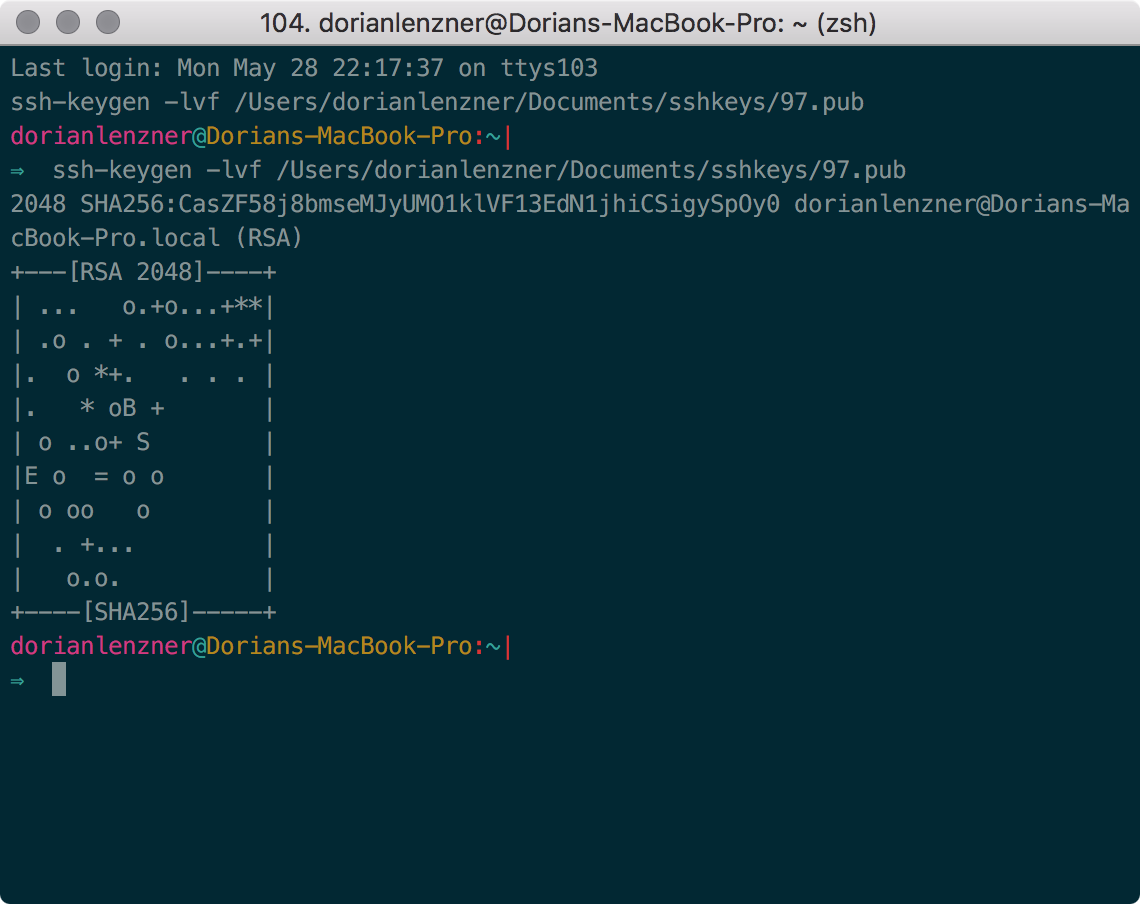 104. dorianlenzner@Dorians-MacBook-Pro: ~ (zsh)
Last login: Mon May 28 22:17:37 on ttys103
ssh-keygen -lvf /Users/dorianlenzner/Documents/sshkeys/97.pub
dorianlenzner@Dorians-MacBook-Pro:~|
⇒  ssh-keygen -lvf /Users/dorianlenzner/Documents/sshkeys/97.pub
2048 SHA256:CasZF58j8bmseMJyUMO1klVF13EdN1jhiCSigySpOy0 dorianlenzner@Dorians-Ma
cBook-Pro.local (RSA)
+---[RSA 2048]----+
| ...   o.+o...+**|
| .o . + . o...+.+|
|.  o *+.   . . . |
|.   * oB +       |
| o ..o+ S        |
|E o  = o o       |
| o oo   o        |
|  . +...         |
|   o.o.          |
+----[SHA256]-----+
dorianlenzner@Dorians-MacBook-Pro:~|
⇒